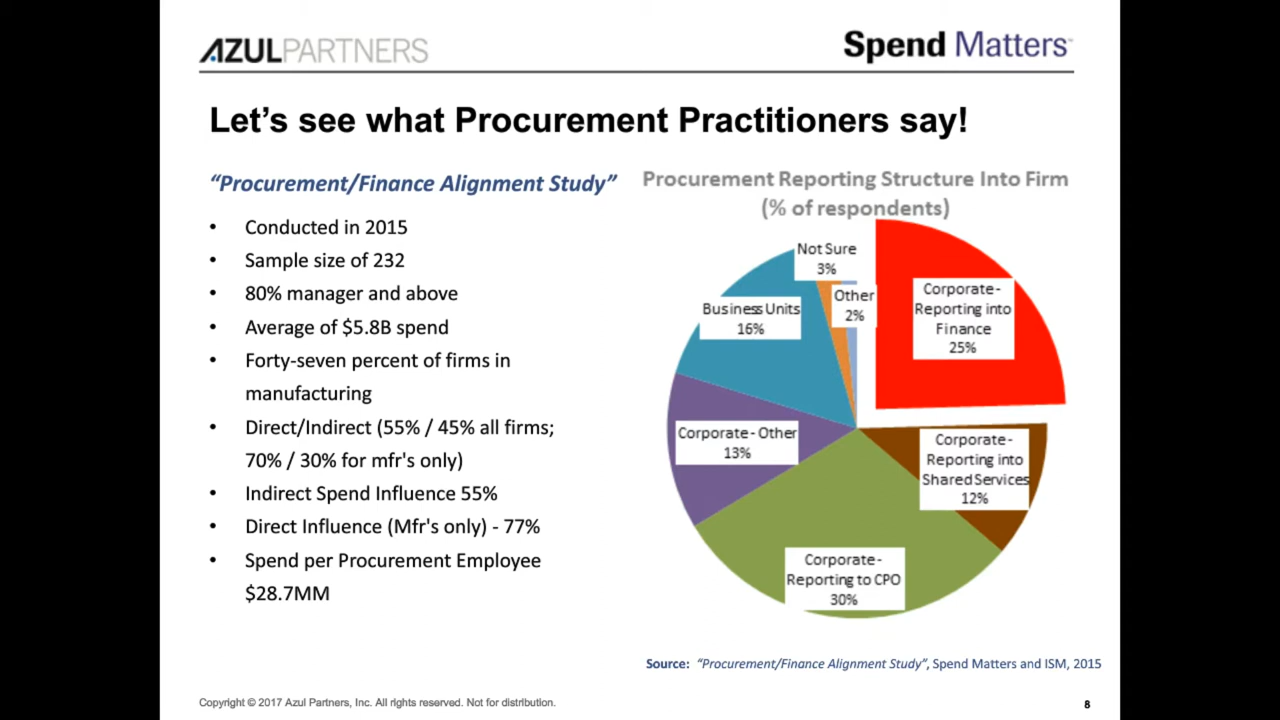 AZULPARTNERS
Spend Matters™
Let's see what Procurement Practitioners say!
“Procurement/Finance Alignment Study”
• Conducted in 2015
• Sample size of 232
• 80% manager and above
• Average of $5.8B spend
• Forty-seven percent of firms in
manufacturing
• Direct/Indirect (55% / 45% all firms;
70% / 30% for mfr's only)
• Indirect Spend Influence 55%
• Direct Influence (Mfr's only) - 77%
• Spend per Procurement Employee
$28.7MM
Procurement Reporting Structure Into Firm
(% of respondents)
Not Sure
3%
Other
2%
Corporate-
Reporting into
Finance
25%
Business Units
16%
Corporate - Other
13%
Corporate-
Reporting into
Shared Services
12%
Corporate-
Reporting to CPO
30%
Source: “Procurement/Finance Alignment Study”, Spend Matters and ISM, 2015
Copyright © 2017 Azul Partners, Inc. All rights reserved. Not for distribution.
8